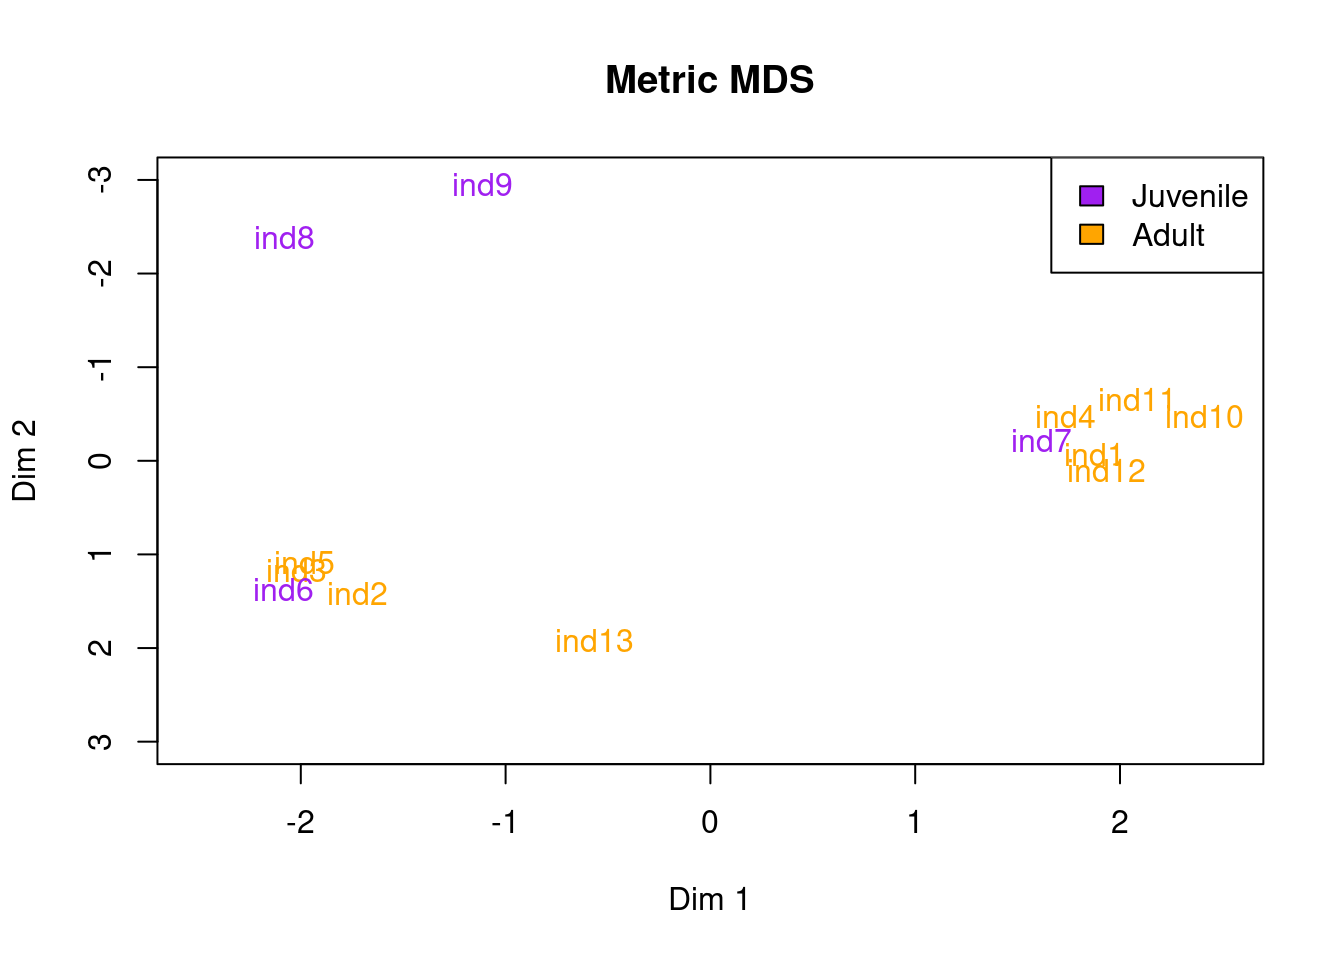 Metric MDS
-3
ind9
Juvenile
ind8
Adult
-2
-1
ind11
ind4
ind10
ind7
Dim 2
0
ind1
ind12
1
ind5
ind3
ind6
ind2
2
ind13
3
-2
-1
0
1
2
Dim 1